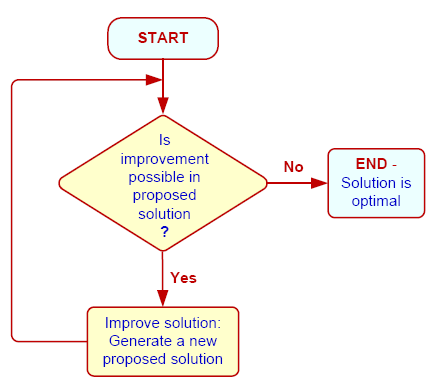 START
Is
improvement
possible in
proposed
solution
?
No
END -
Solution is
optimal
Yes
Improve solution:
Generate a new
proposed solution